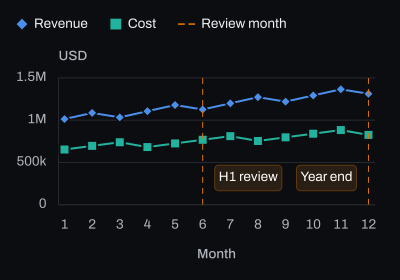 Revenue Cost Review month
USD
1.5M
1M
500k
0
H1 review Year end
1 2 3 4 5 6 7 8 9 10 11 12
Month